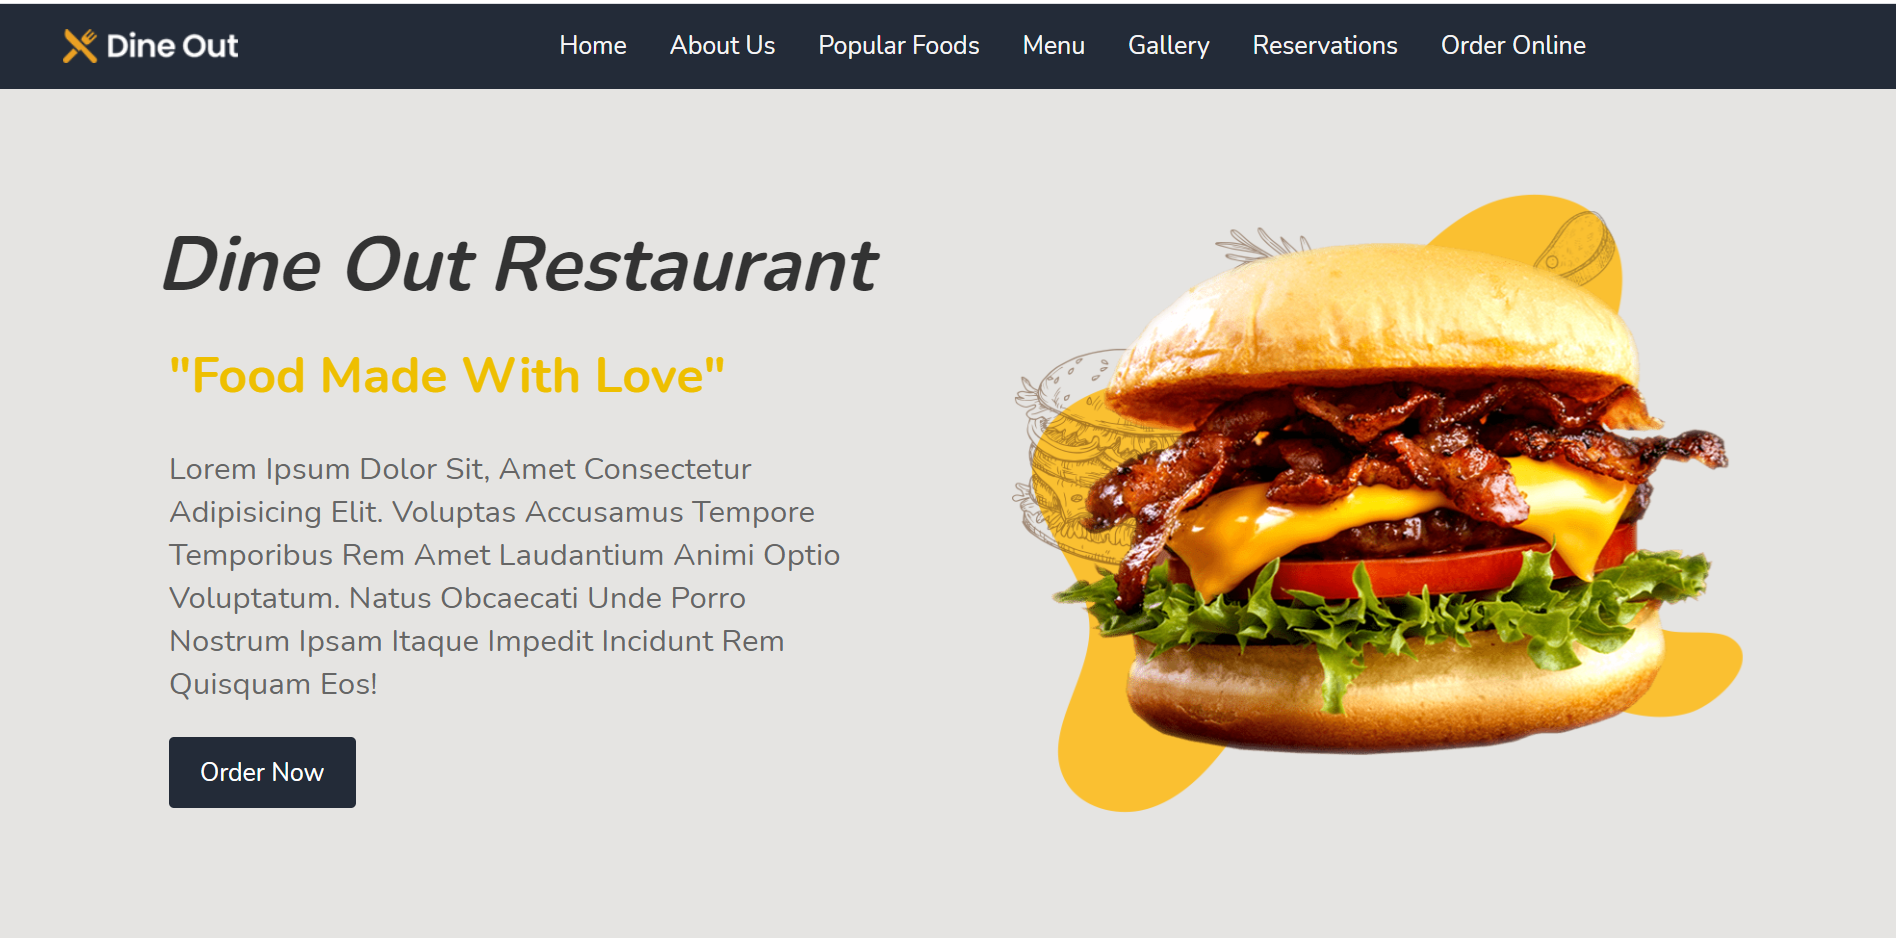 Dine Out
Home About Us Popular Foods Menu Gallery Reservations Order Online
Dine Out Restaurant
"Food Made With Love"
Lorem Ipsum Dolor Sit, Amet Consectetur
Adipisicing Elit. Voluptas Accusamus Tempore
Temporibus Rem Amet Laudantium Animi Optio
Voluptatum. Natus Obcaecati Unde Porro
Nostrum Ipsam Itaque Impedit Incidunt Rem
Quisquam Eos!
Order Now